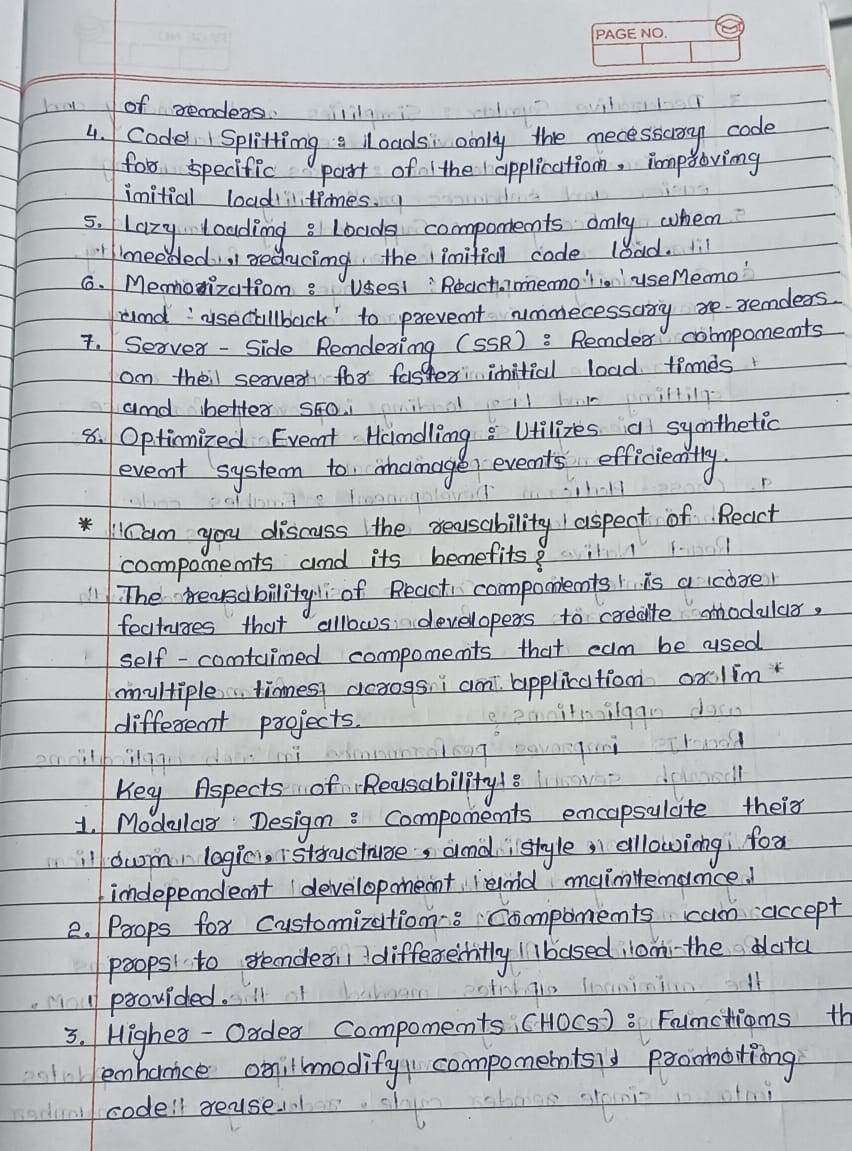 PAGE NO.
of renders.
4. Code Splitting : Loads only the necessary code
for specific part of the application, improving
initial load times.
5. Lazy Loading : Loads components only when
needed, reducing the initial code load.
6. Memorization : Uses 'React.memo', 'useMemo'
and 'usecallback' to prevent unnecessary re-renders
7. Server - Side Rendering (SSR) : Render components
on the server for faster initial load times
and better SEO.
8. Optimized Event Handling : Utilizes a synthetic
event system to manage events efficiently.
* Can you discuss the reusability aspect of React
components and its benefits?
The reusability of React components is a core
features that allows developers to create modular,
self - contained components that can be used
multiple times across an application or in
different projects.
Key Aspects of Reusability :
1. Modular Design : Components encapsulate their
own logic, structure, and style, allowing for
independent development and maintenance.
2. Props for Customization : Components can accept
props to render differently based on the data
provided.
3. Higher - Order Components (HOCs) : Functions th
enhance or modify components, promoting
code reuse.